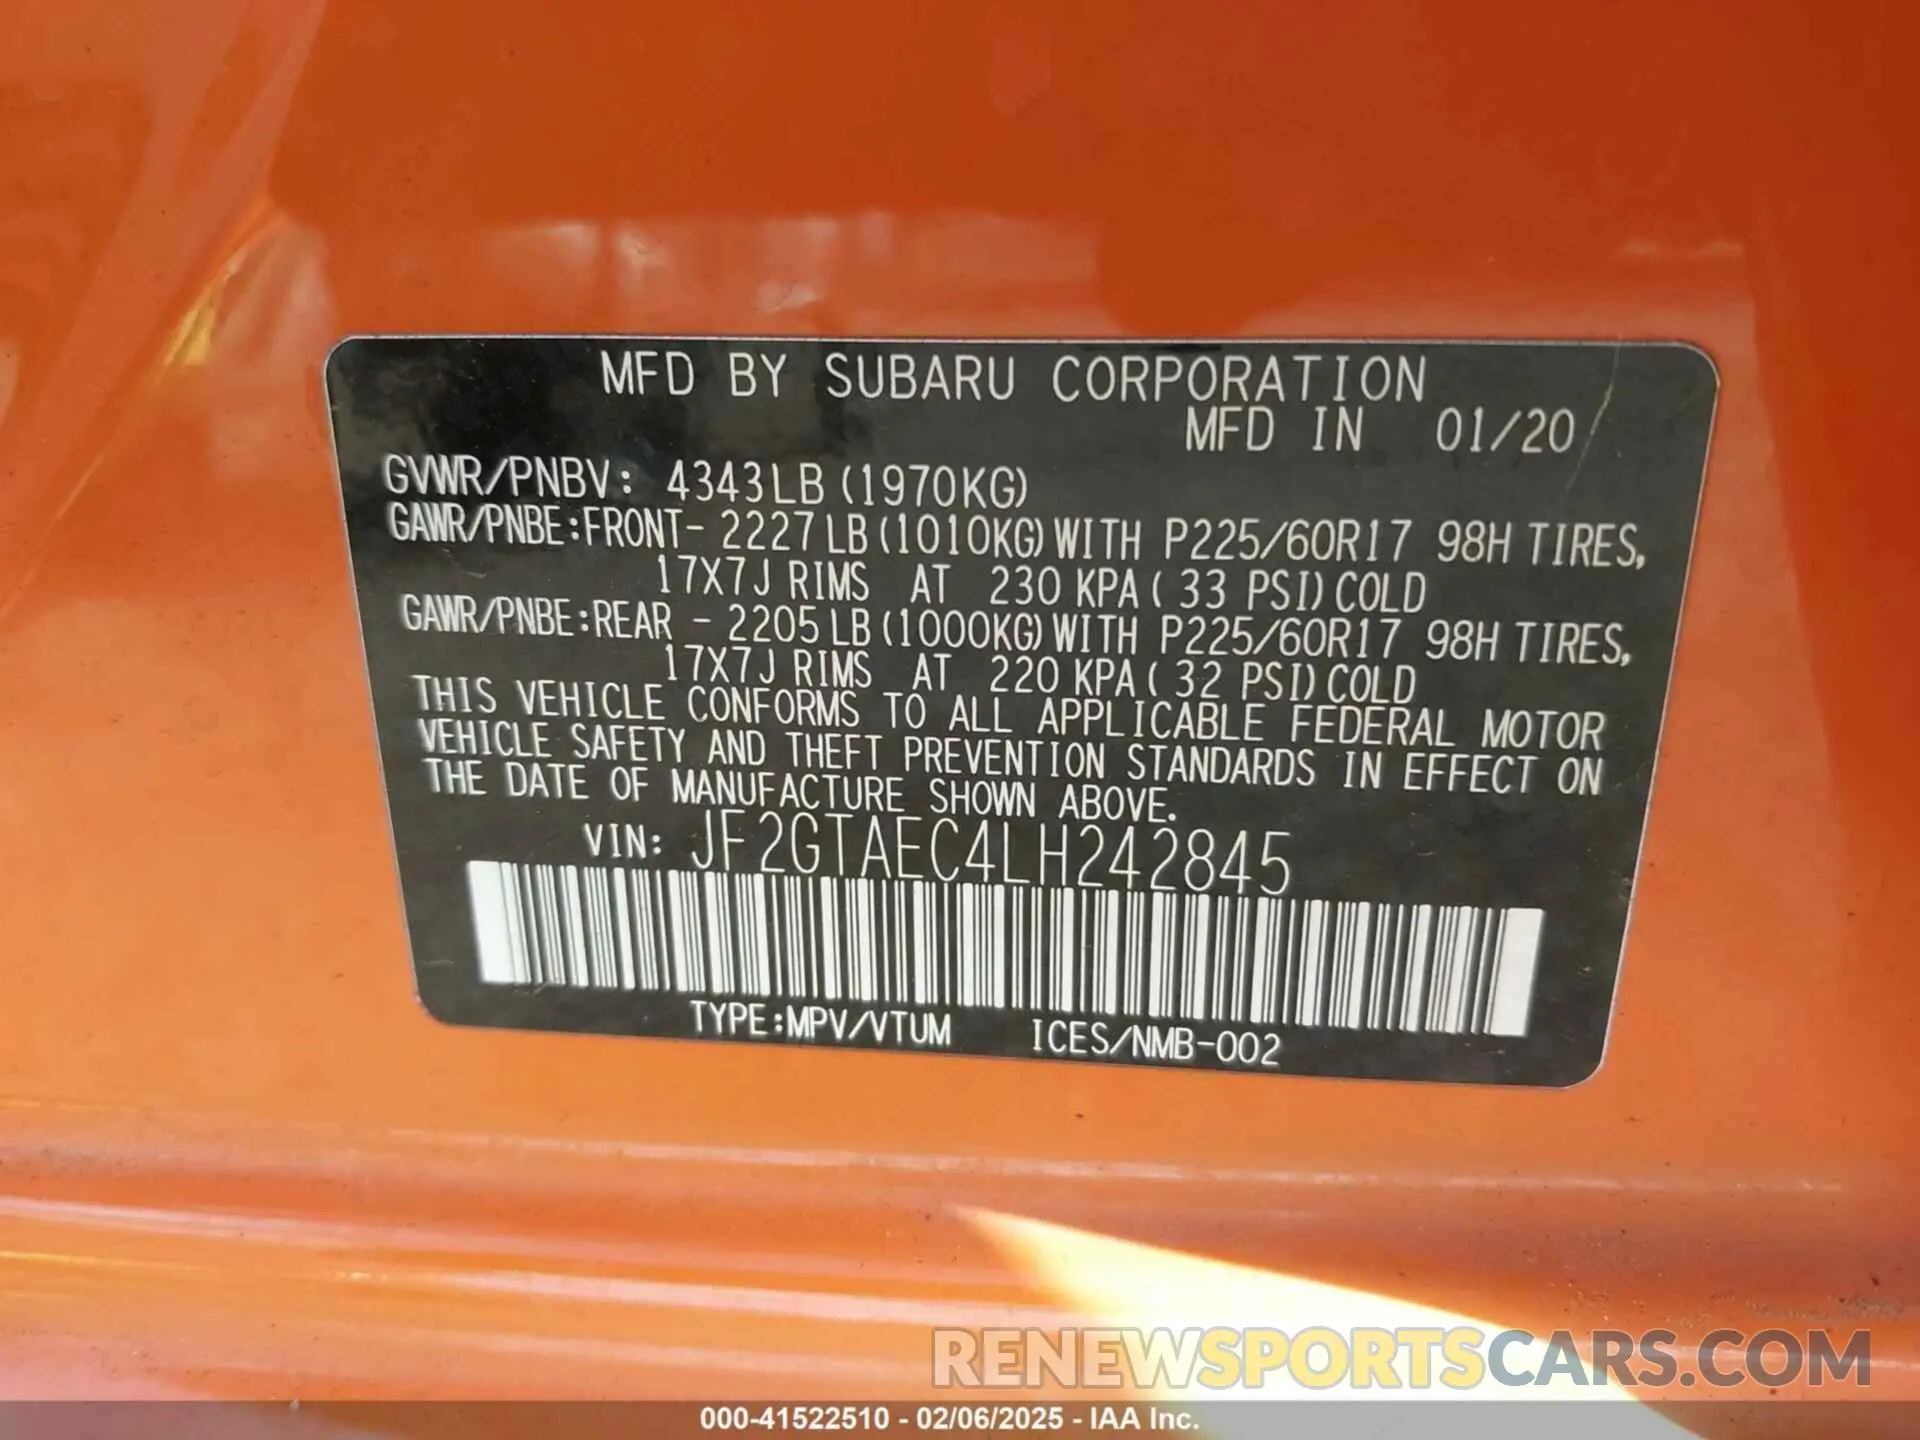 MFD BY SUBARU CORPORATION
MFD IN 01/20
GVWR/PNBV: 4343LB (1970KG)
GAWR/PNBE:FRONT- 2227 LB (1010KG) WITH P225/60R17 98H TIRES,
17X7J RIMS AT 230 KPA ( 33 PSI) COLD
GAWR/PNBE:REAR - 2205 LB (1000KG) WITH P225/60R17 98H TIRES,
17X7J RIMS AT 220 KPA ( 32 PSI) COLD
THIS VEHICLE CONFORMS TO ALL APPLICABLE FEDERAL MOTOR
VEHICLE SAFETY AND THEFT PREVENTION STANDARDS IN EFFECT ON
THE DATE OF MANUFACTURE SHOWN ABOVE.
VIN: JF2GTAEC4LH242845
TYPE:MPV/VTUM ICES/NMB-002
RENEWSPORTSCARS.COM
000-41522510 - 02/06/2025 - IAA Inc.